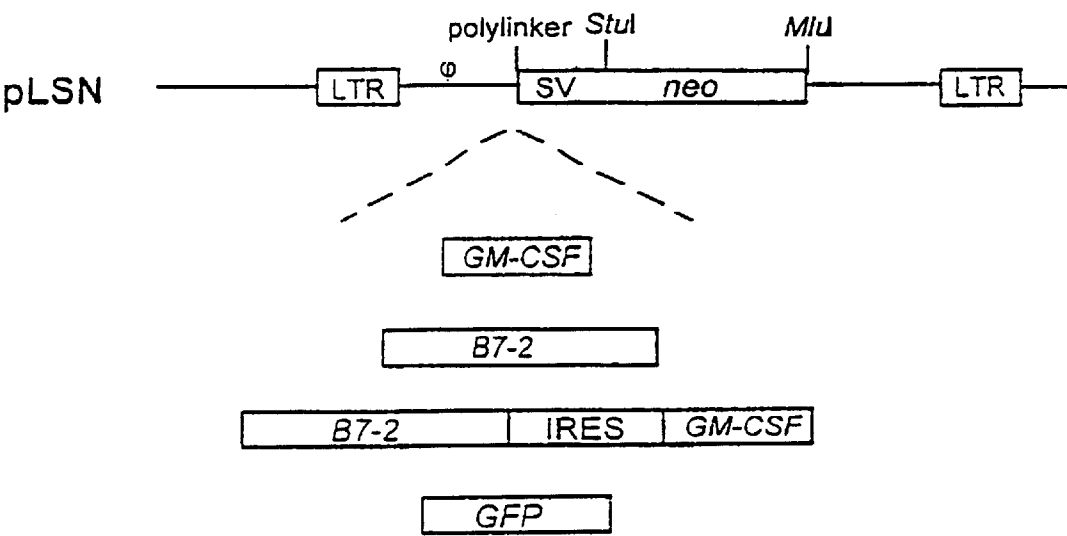 polylinker StuI MluI
φ
pLSN LTR SV neo LTR
GM-CSF
B7-2
B7-2 IRES GM-CSF
GFP